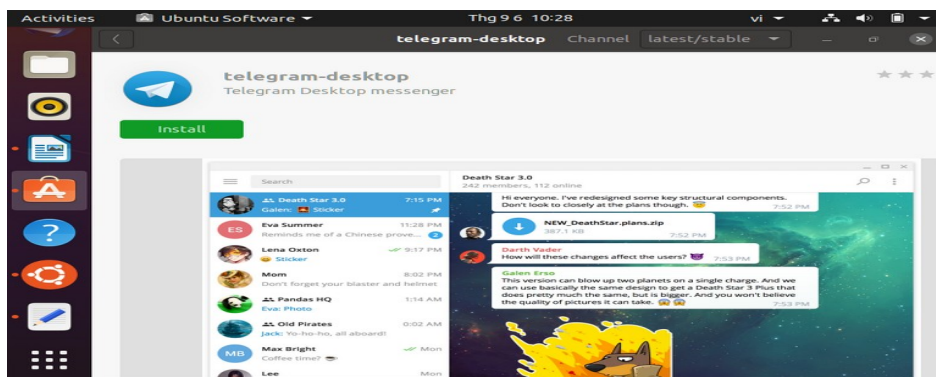 Activities Ubuntu Software Thg 9 6 10:28 vi
telegram-desktop Channel latest/stable
telegram-desktop
Telegram Desktop messenger
Install
Search
Death Star 3.0
242 members, 112 online
Death Star 3.0 7:15 PM
Galen: Sticker
ES Eva Summer 11:28 PM
Reminds me of a Chinese prove... 2
Lena Oxton 9:17 PM
Sticker
Mom 8:02 PM
Don't forget your blaster and helmet
Pandas HQ 1:14 AM
Eva: Photo
Old Pirates 0:02 AM
Jack: Yo-ho-ho, all aboard!
MB Max Bright Mon
Coffee time?
Lee Mon
Hi everyone. I've redesigned some key structural components.
Don't look to closely at the plans though. 7:52 PM
NEW_DeathStar.plans.zip
387.1 KB 7:52 PM
Darth Vader
How will these changes affect the users? 7:53 PM
Galen Erso
This version can blow up two planets on a single charge. And we
can use basically the same design to get a Death Star 3 Plus that
does pretty much the same, but is bigger. And you won't believe
the quality of pictures it can take. 7:53 PM